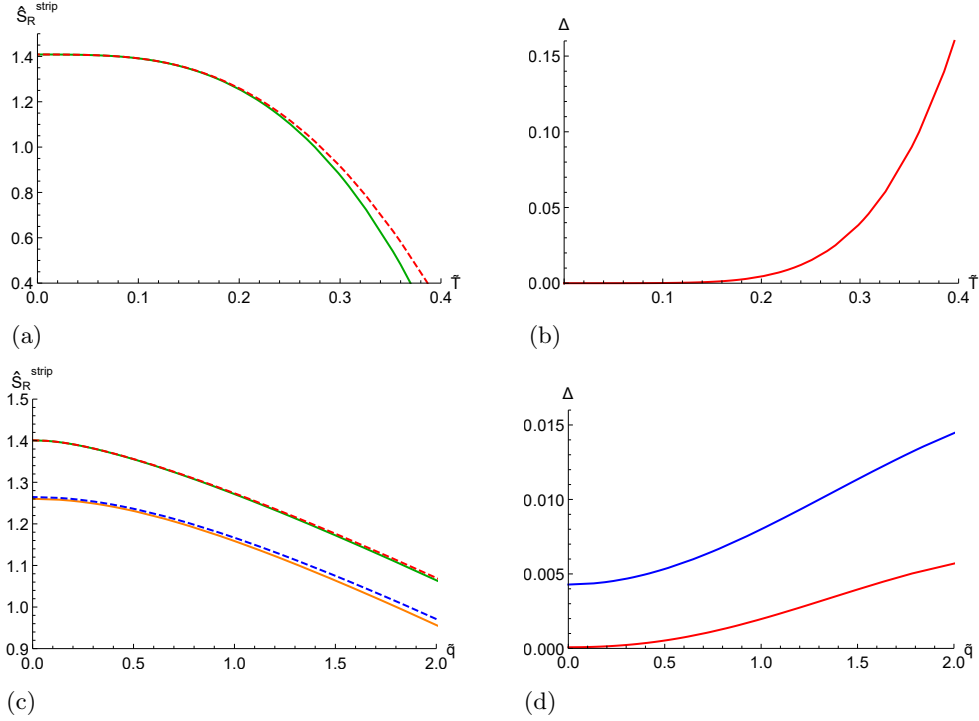 ŜR strip
1.4
1.2
1.0
0.8
0.6
0.4
0.0 0.1 0.2 0.3 0.4 T̃
(a)
Δ
0.15
0.10
0.05
0.00
0.1 0.2 0.3 0.4 T̃
(b)
ŜR strip
1.5
1.4
1.3
1.2
1.1
1.0
0.9
0.0 0.5 1.0 1.5 2.0 q̃
(c)
Δ
0.015
0.010
0.005
0.000
0.0 0.5 1.0 1.5 2.0 q̃
(d)